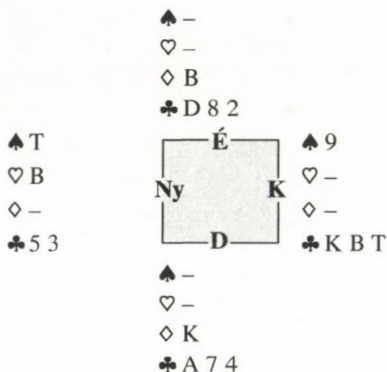 ♠ –
♡ –
♢ B
♣ D 8 2
♠ T
♡ B
♢ –
♣ 5 3
É
Ny K
D
♠ 9
♡ –
♢ –
♣ K B T
♠ –
♡ –
♢ K
♣ A 7 4